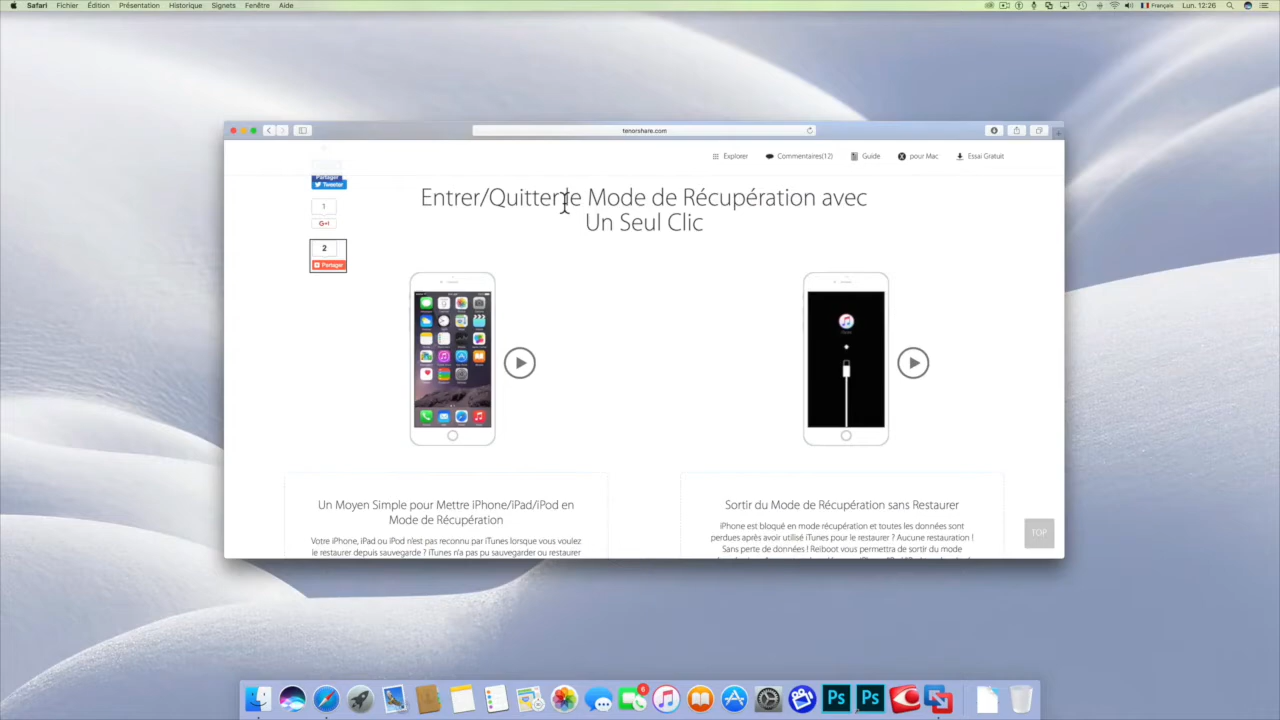 Safari Fichier Édition Présentation Historique Signets Fenêtre Aide
Français Lun. 12:26
tenorshare.com
Explorer Commentaires(12) Guide pour Mac Essai Gratuit
Partager
Tweeter
1
G+1
2
Partager
Entrer/Quitter le Mode de Récupération avec
Un Seul Clic
Un Moyen Simple pour Mettre iPhone/iPad/iPod en
Mode de Récupération
Votre iPhone, iPad ou iPod n'est pas reconnu par iTunes lorsque vous voulez
le restaurer depuis sauvegarde ? iTunes n'a pas pu sauvegarder ou restaurer
Sortir du Mode de Récupération sans Restaurer
iPhone est bloqué en mode récupération et toutes les données sont
perdues après avoir utilisé iTunes pour le restaurer ? Aucune restauration !
Sans perte de données ! Reiboot vous permettra de sortir du mode
TOP
6
Ps
Ps